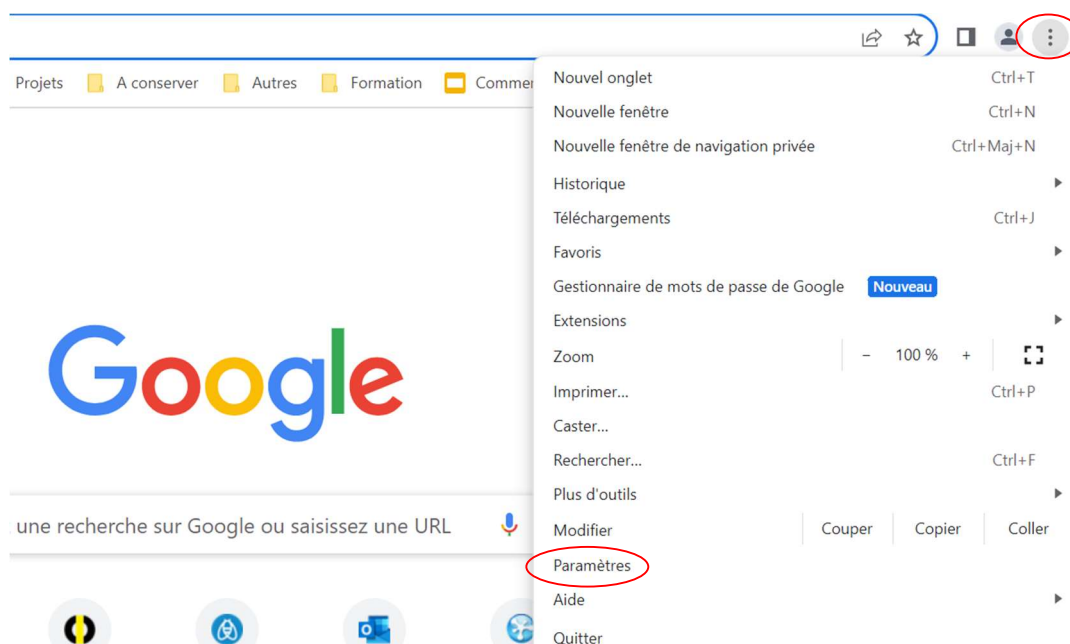 Projets A conserver Autres Formation Commer
Nouvel onglet Ctrl+T
Nouvelle fenêtre Ctrl+N
Nouvelle fenêtre de navigation privée Ctrl+Maj+N
Historique
Téléchargements Ctrl+J
Favoris
Gestionnaire de mots de passe de Google Nouveau
Extensions
Zoom - 100 % +
Imprimer... Ctrl+P
Caster...
Rechercher... Ctrl+F
Plus d'outils
Modifier Couper Copier Coller
Paramètres
Aide
Quitter
Google
une recherche sur Google ou saisissez une URL